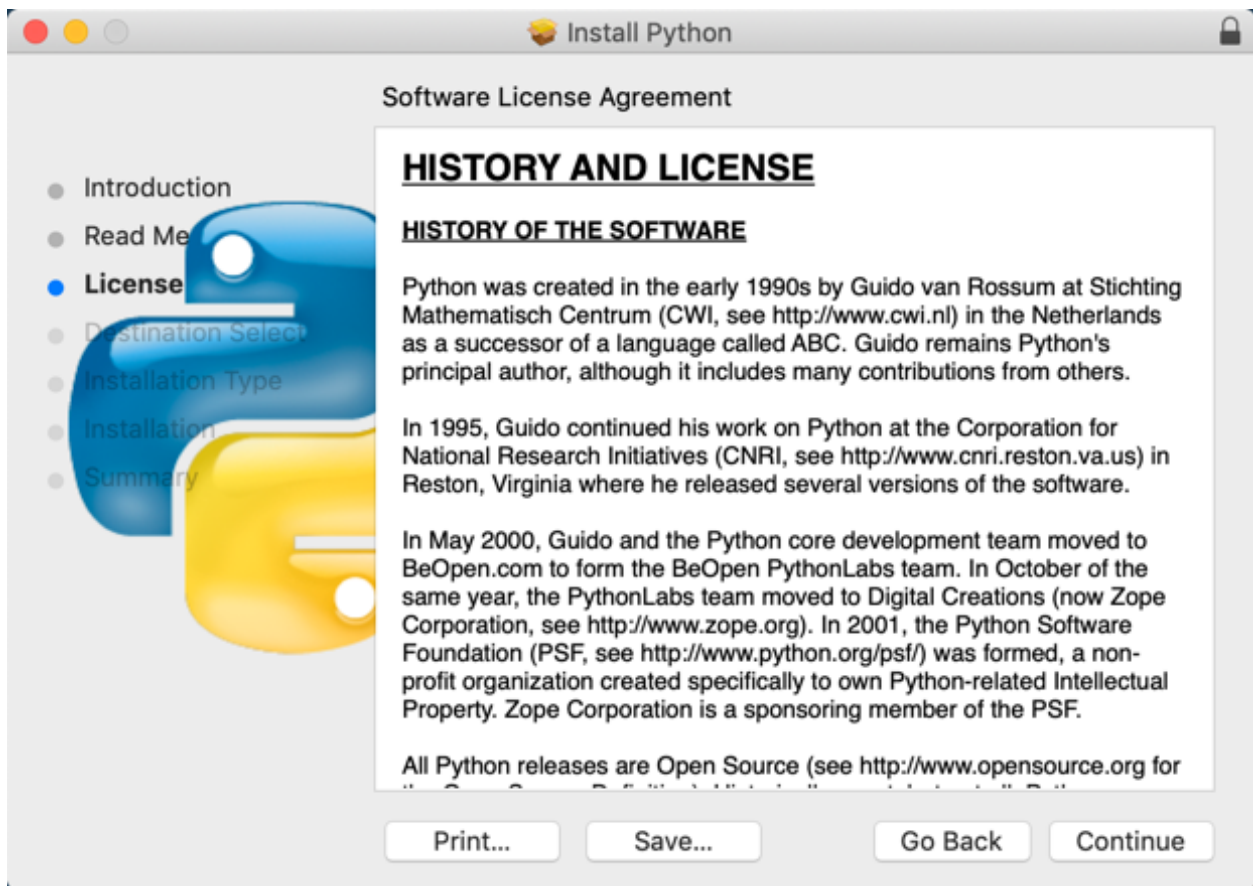 Install Python
Software License Agreement
Introduction
Read Me
License
Destination Select
Installation Type
Installation
Summary
HISTORY AND LICENSE
HISTORY OF THE SOFTWARE
Python was created in the early 1990s by Guido van Rossum at Stichting
Mathematisch Centrum (CWI, see http://www.cwi.nl) in the Netherlands
as a successor of a language called ABC. Guido remains Python's
principal author, although it includes many contributions from others.
In 1995, Guido continued his work on Python at the Corporation for
National Research Initiatives (CNRI, see http://www.cnri.reston.va.us) in
Reston, Virginia where he released several versions of the software.
In May 2000, Guido and the Python core development team moved to
BeOpen.com to form the BeOpen PythonLabs team. In October of the
same year, the PythonLabs team moved to Digital Creations (now Zope
Corporation, see http://www.zope.org). In 2001, the Python Software
Foundation (PSF, see http://www.python.org/psf/) was formed, a non-
profit organization created specifically to own Python-related Intellectual
Property. Zope Corporation is a sponsoring member of the PSF.
All Python releases are Open Source (see http://www.opensource.org for
Print...
Save...
Go Back
Continue